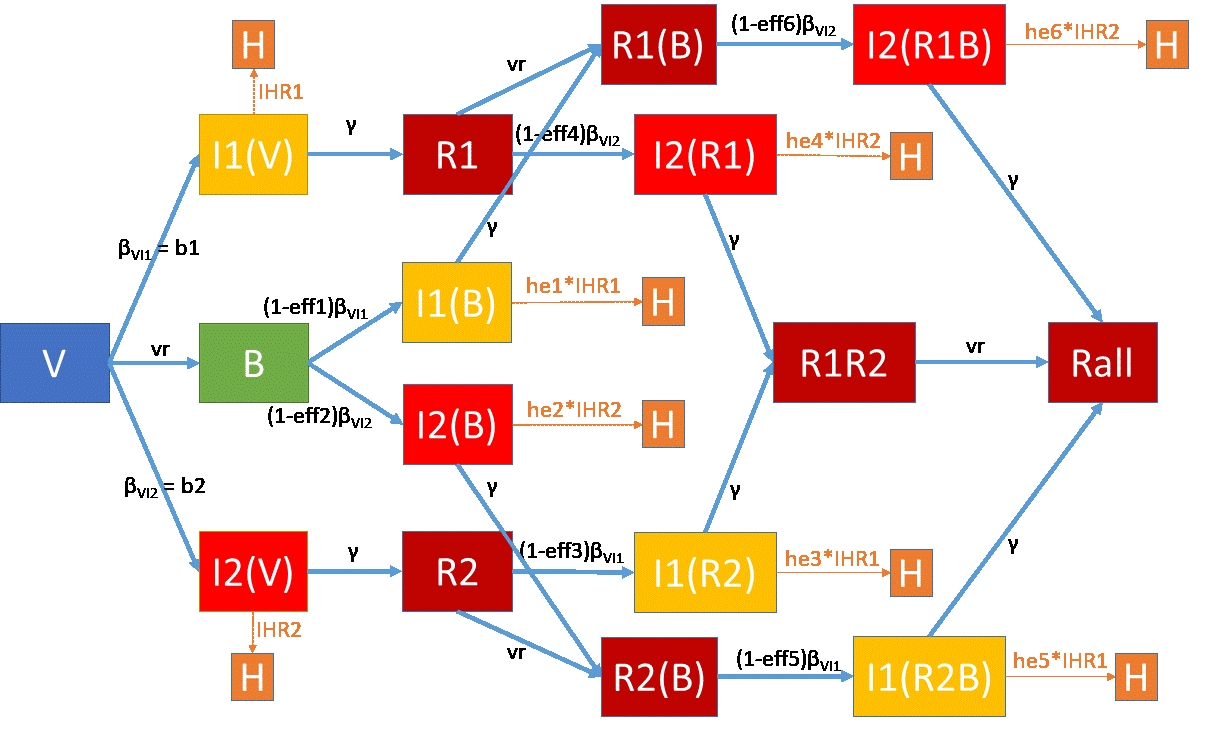 H
R1(B)
(1-eff6)βVI2
I2(R1B)
he6*IHR2
H
vr
IHR1
I1(V)
γ
R1
(1-eff4)βVI2
I2(R1)
he4*IHR2
H
γ
γ
γ
βVI1 = b1
(1-eff1)βVI1
I1(B)
he1*IHR1
H
V
vr
B
R1R2
vr
Rall
(1-eff2)βVI2
I2(B)
he2*IHR2
H
βVI2 = b2
γ
γ
γ
I2(V)
γ
R2
(1-eff3)βVI1
I1(R2)
he3*IHR1
H
IHR2
vr
H
R2(B)
(1-eff5)βVI1
I1(R2B)
he5*IHR1
H